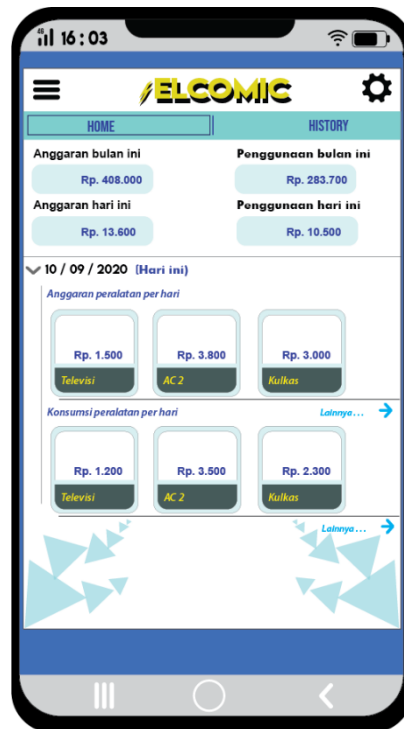 4G 16 : 03
ELCOMIC
HOME HISTORY
Anggaran bulan ini Penggunaan bulan ini
Rp. 408.000 Rp. 283.700
Anggaran hari ini Penggunaan hari ini
Rp. 13.600 Rp. 10.500
10 / 09 / 2020 (Hari ini)
Anggaran peralatan per hari
Rp. 1.500 Rp. 3.800 Rp. 3.000
Televisi AC 2 Kulkas
Lainnya...
Konsumsi peralatan per hari
Rp. 1.200 Rp. 3.500 Rp. 2.300
Televisi AC 2 Kulkas
Lainnya...